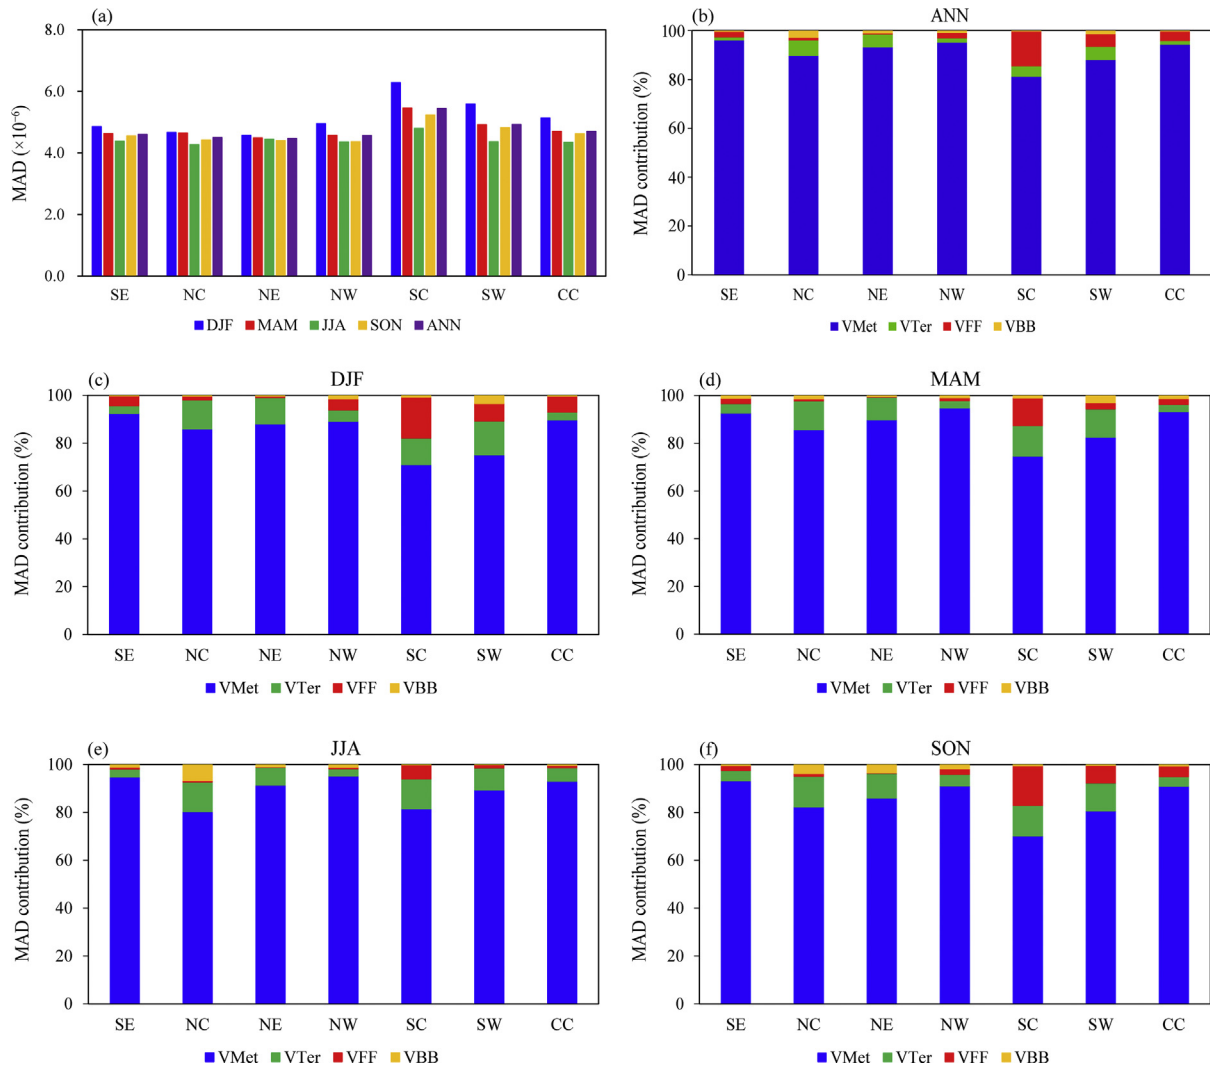 (a)
8.0
6.0
4.0
2.0
0.0
MAD (×10⁻⁶)
SE NC NE NW SC SW CC
DJF MAM JJA SON ANN
(b) ANN
100
80
60
40
20
0
MAD contribution (%)
SE NC NE NW SC SW CC
VMet VTer VFF VBB
(c) DJF
100
80
60
40
20
0
MAD contribution (%)
SE NC NE NW SC SW CC
VMet VTer VFF VBB
(d) MAM
100
80
60
40
20
0
MAD contribution (%)
SE NC NE NW SC SW CC
VMet VTer VFF VBB
(e) JJA
100
80
60
40
20
0
MAD contribution (%)
SE NC NE NW SC SW CC
VMet VTer VFF VBB
(f) SON
100
80
60
40
20
0
MAD contribution (%)
SE NC NE NW SC SW CC
VMet VTer VFF VBB